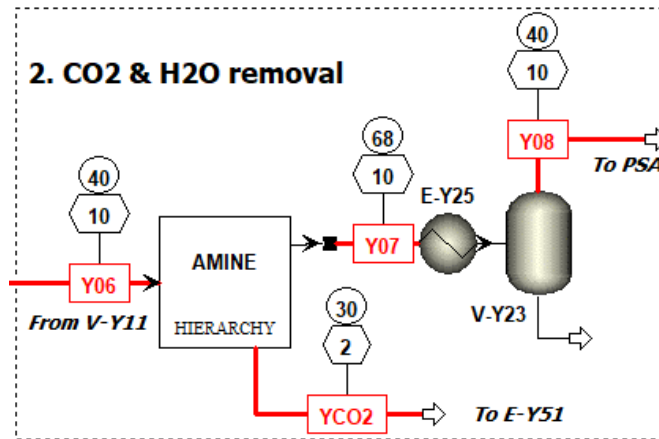 2. CO2 & H2O removal
40
10
Y08
To PSA
68
10
E-Y25
Y07
40
10
Y06
From V-Y11
AMINE
HIERARCHY
V-Y23
30
2
YCO2
To E-Y51